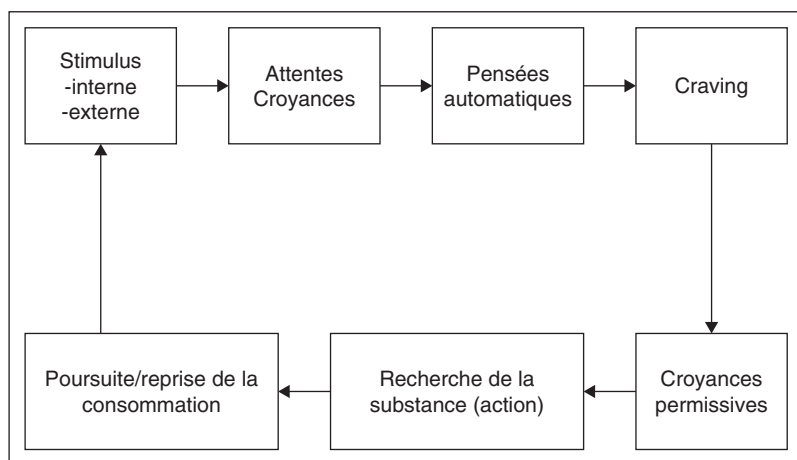 Stimulus
-interne
-externe
Attentes
Croyances
Pensées
automatiques
Craving
Croyances
permissives
Recherche de la
substance (action)
Poursuite/reprise de la
consommation